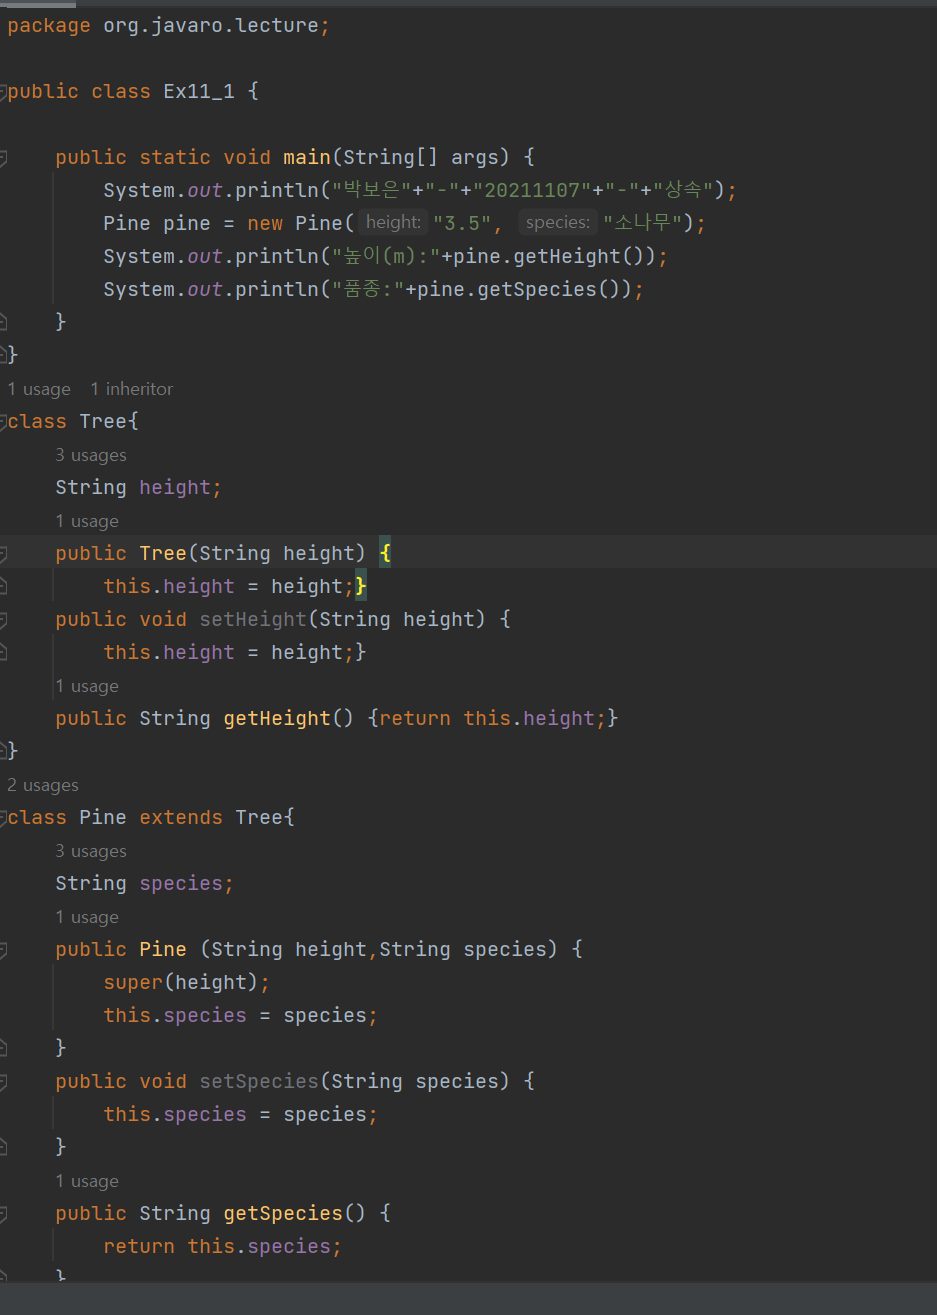 package org.javaro.lecture;
public class Ex11_1 {
public static void main(String[] args) {
System.out.println("박보은"+"-"+"20211107"+"-"+"상속");
Pine pine = new Pine( height: "3.5", species: "소나무");
System.out.println("높이(m):"+pine.getHeight());
System.out.println("품종:"+pine.getSpecies());
}
}
1 usage 1 inheritor
class Tree{
3 usages
String height;
1 usage
public Tree(String height) {
this.height = height;}
public void setHeight(String height) {
this.height = height;}
1 usage
public String getHeight() {return this.height;}
}
2 usages
class Pine extends Tree{
3 usages
String species;
1 usage
public Pine (String height,String species) {
super(height);
this.species = species;
}
public void setSpecies(String species) {
this.species = species;
}
1 usage
public String getSpecies() {
return this.species;
}